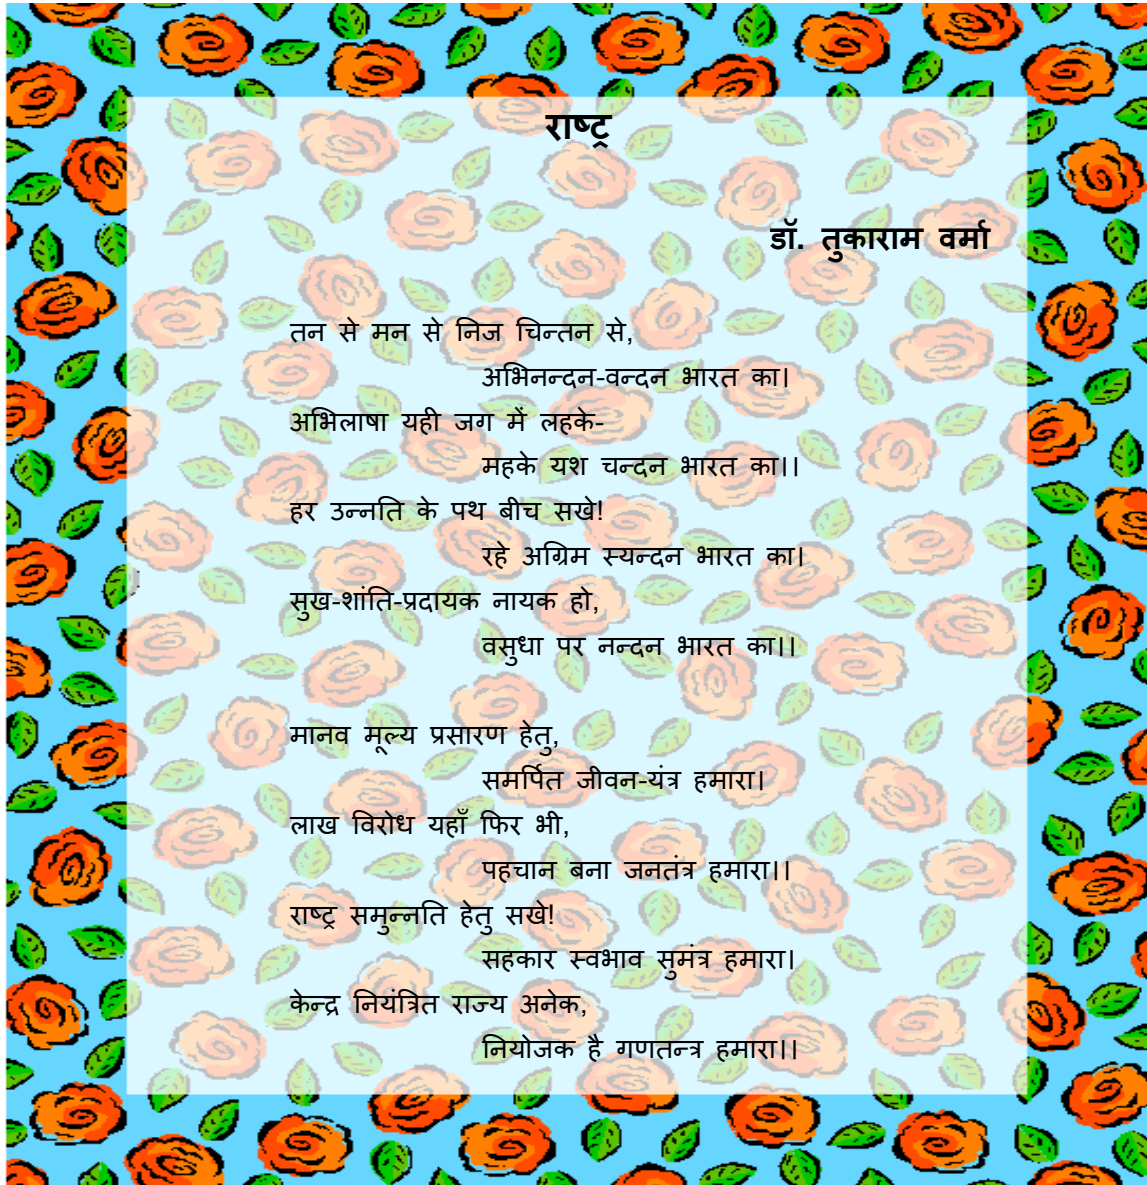 राष्ट्र
डॉ. तुकाराम वर्मा
तन से मन से निज चिन्तन से,
अभिनन्दन-वन्दन भारत का।
अभिलाषा यही जग में लहके-
महके यश चन्दन भारत का।।
हर उन्नति के पथ बीच सखे!
रहे अग्रिम स्यन्दन भारत का।
सुख-शांति-प्रदायक नायक हो,
वसुधा पर नन्दन भारत का।।
मानव मूल्य प्रसारण हेतु,
समर्पित जीवन-यंत्र हमारा।
लाख विरोध यहाँ फिर भी,
पहचान बना जनतंत्र हमारा।।
राष्ट्र समुन्नति हेतु सखे!
सहकार स्वभाव सुमंत्र हमारा।
केन्द्र नियंत्रित राज्य अनेक,
नियोजक है गणतन्त्र हमारा।।